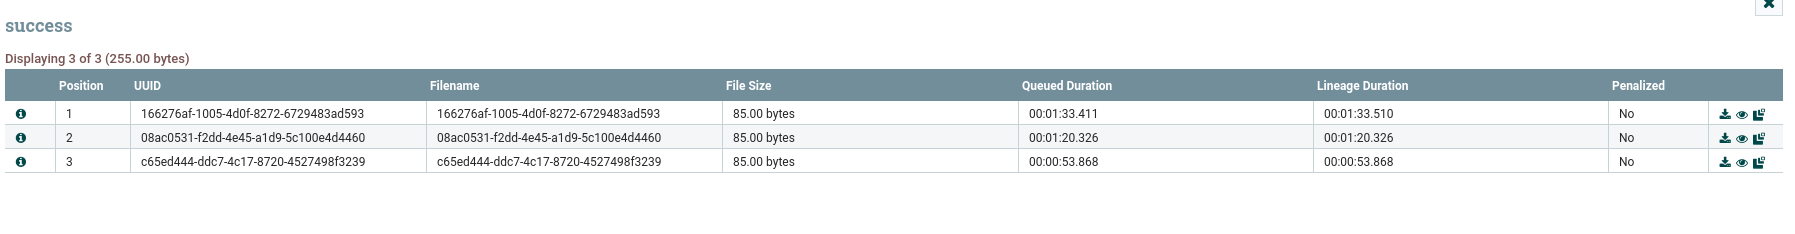 success
Displaying 3 of 3 (255.00 bytes)
Position UUID Filename File Size Queued Duration Lineage Duration Penalized
1 166276af-1005-4d0f-8272-6729483ad593 166276af-1005-4d0f-8272-6729483ad593 85.00 bytes 00:01:33.411 00:01:33.510 No
2 08ac0531-f2dd-4e45-a1d9-5c100e4d4460 08ac0531-f2dd-4e45-a1d9-5c100e4d4460 85.00 bytes 00:01:20.326 00:01:20.326 No
3 c65ed444-ddc7-4c17-8720-4527498f3239 c65ed444-ddc7-4c17-8720-4527498f3239 85.00 bytes 00:00:53.868 00:00:53.868 No